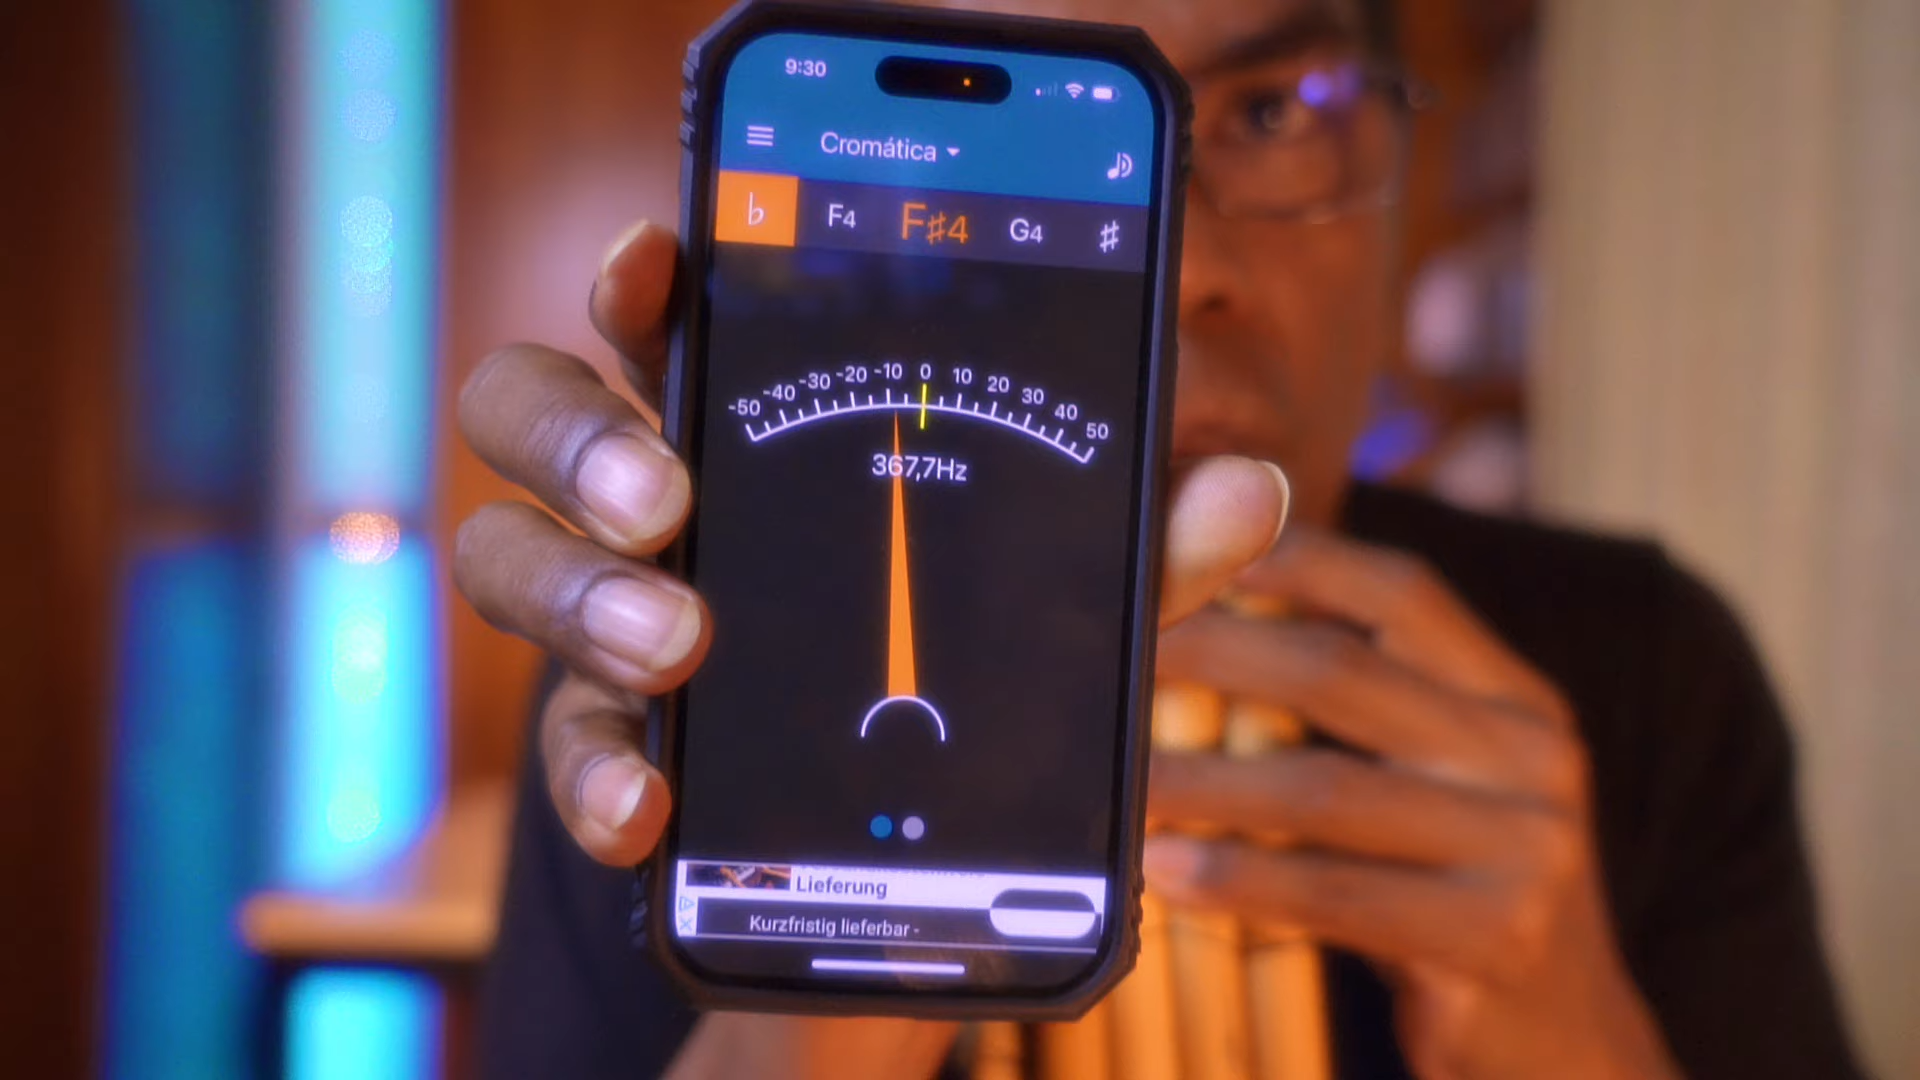 9:30
Cromática
♭ F4 F♯4 G4 ♯
-50 -40 -30 -20 -10 0 10 20 30 40 50
367,7Hz
Lieferung
Kurzfristig lieferbar -